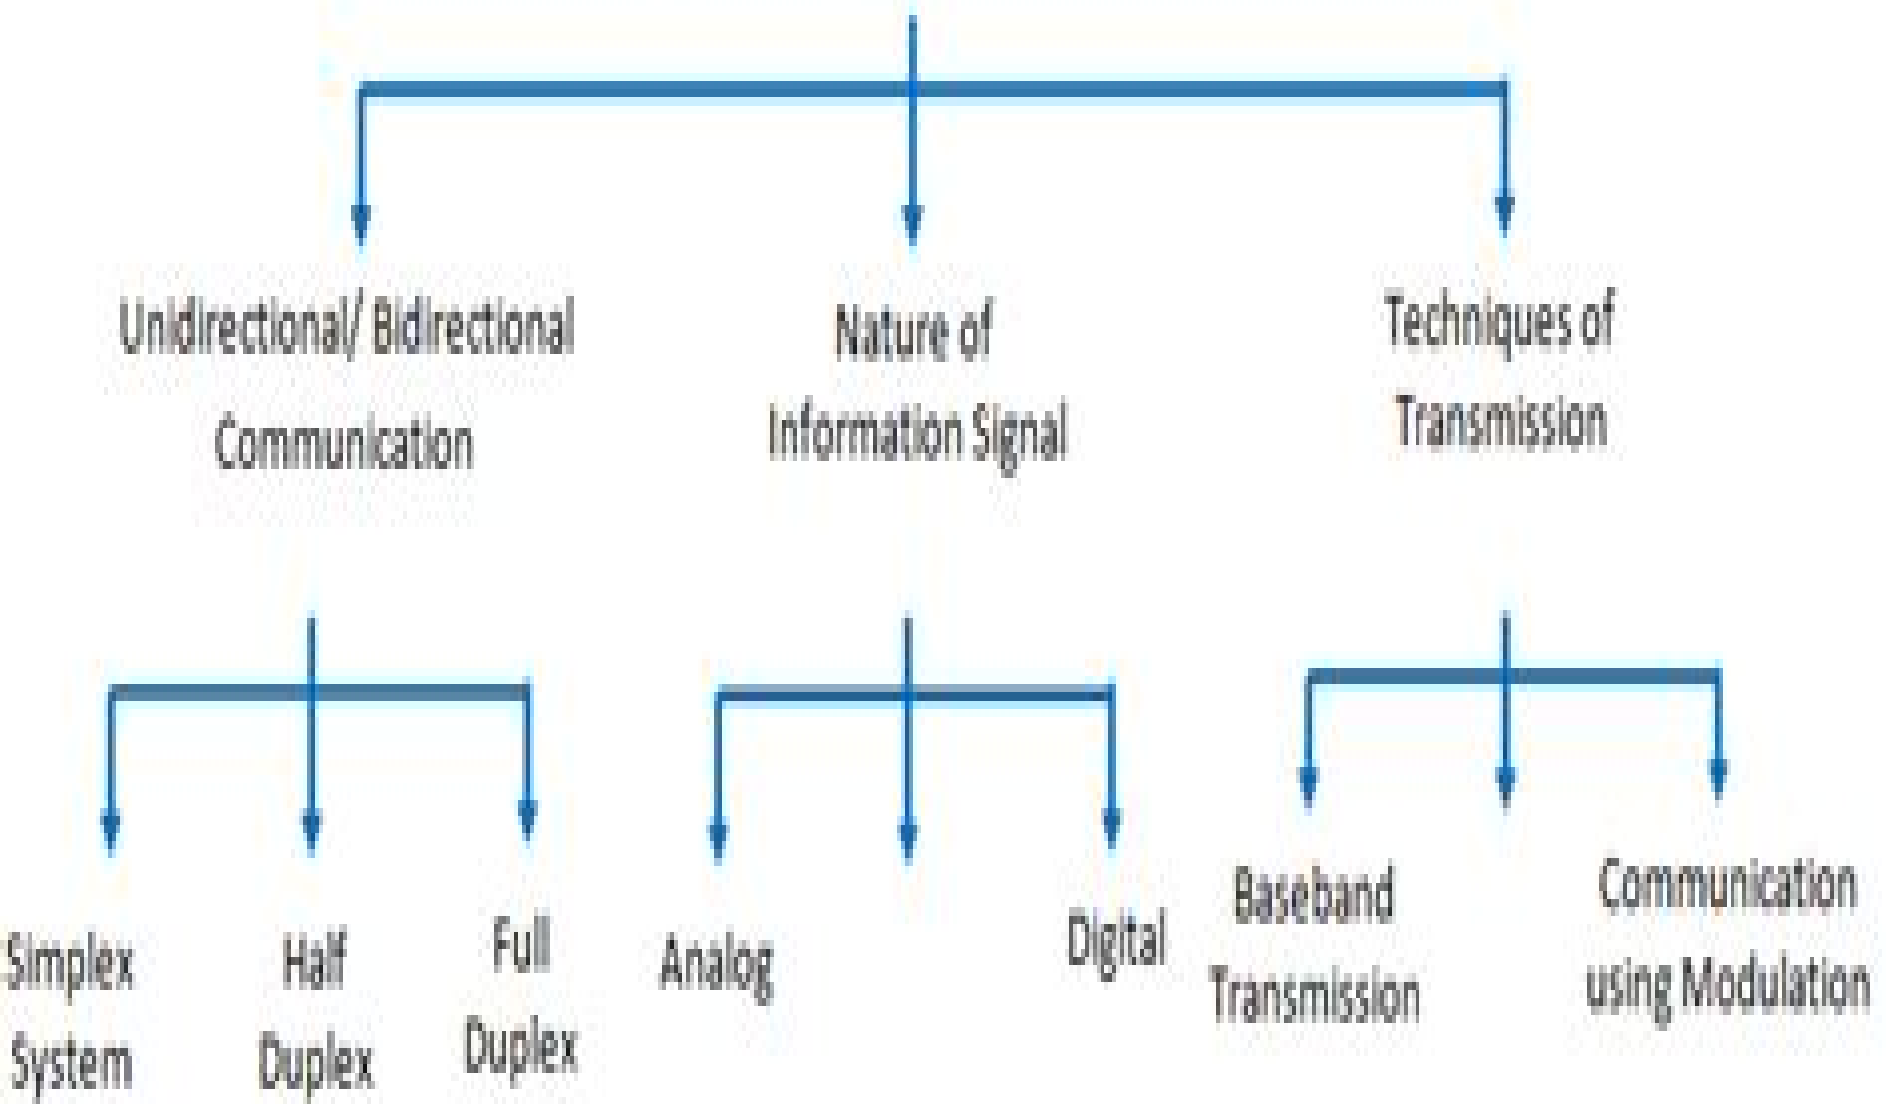 Unidirectional/ Bidirectional
Communication
Nature of
Information Signal
Techniques of
Transmission
Simplex
System
Half
Duplex
Full
Duplex
Analog
Digital
Baseband
Transmission
Communication
using Modulation